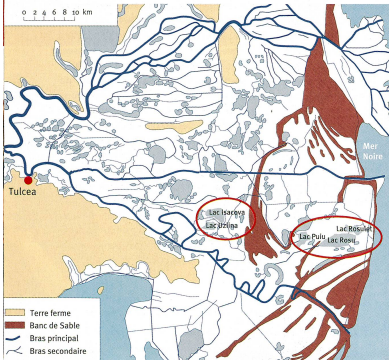 0 2 4 6 8 10 km
Mer
Noire
Tulcea
Lac Isacova
Lac Uzlina
Lac Rosulet
Lac Puiu
Lac Rosu
Terre ferme
Banc de Sable
Bras principal
Bras secondaire